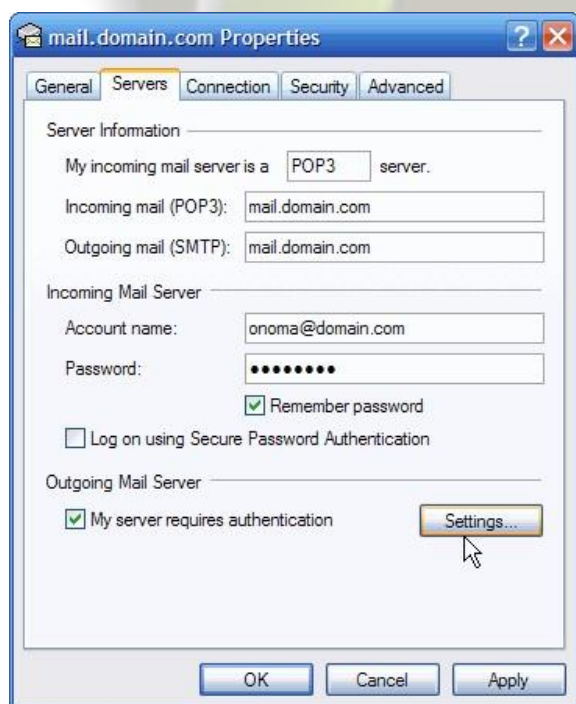 mail.domain.com Properties
General Servers Connection Security Advanced
Server Information
My incoming mail server is a POP3 server.
Incoming mail (POP3): mail.domain.com
Outgoing mail (SMTP): mail.domain.com
Incoming Mail Server
Account name: onoma@domain.com
Password: ●●●●●●●●
Remember password
Log on using Secure Password Authentication
Outgoing Mail Server
My server requires authentication Settings...
OK Cancel Apply